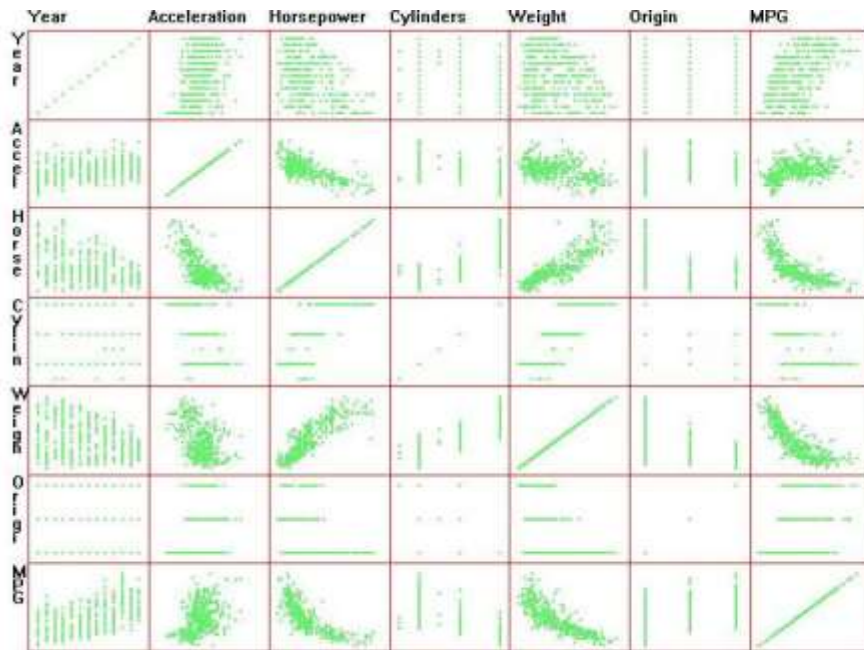 Year Acceleration Horsepower Cylinders Weight Origin MPG
Year
Accel
Horse
Cylin
Weigh
Origi
MPG